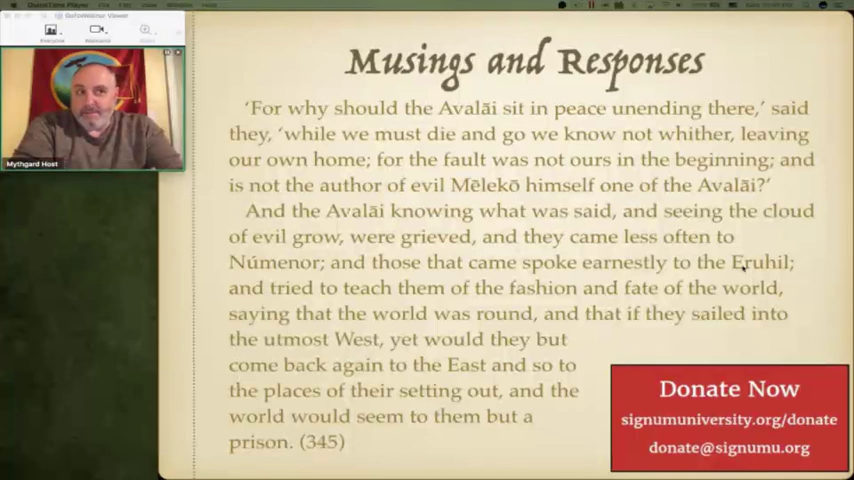 GoToWebinar Viewer
Everyone
Webcams
Mythgard Host
Musings and Responses
'For why should the Avalāi sit in peace unending there,' said
they, 'while we must die and go we know not whither, leaving
our own home; for the fault was not ours in the beginning; and
is not the author of evil Mēlekō himself one of the Avalāi?'
And the Avalāi knowing what was said, and seeing the cloud
of evil grow, were grieved, and they came less often to
Númenor; and those that came spoke earnestly to the Eruhil;
and tried to teach them of the fashion and fate of the world,
saying that the world was round, and that if they sailed into
the utmost West, yet would they but
come back again to the East and so to
the places of their setting out, and the
world would seem to them but a
prison. (345)
Donate Now
signumuniversity.org/donate
donate@signumu.org